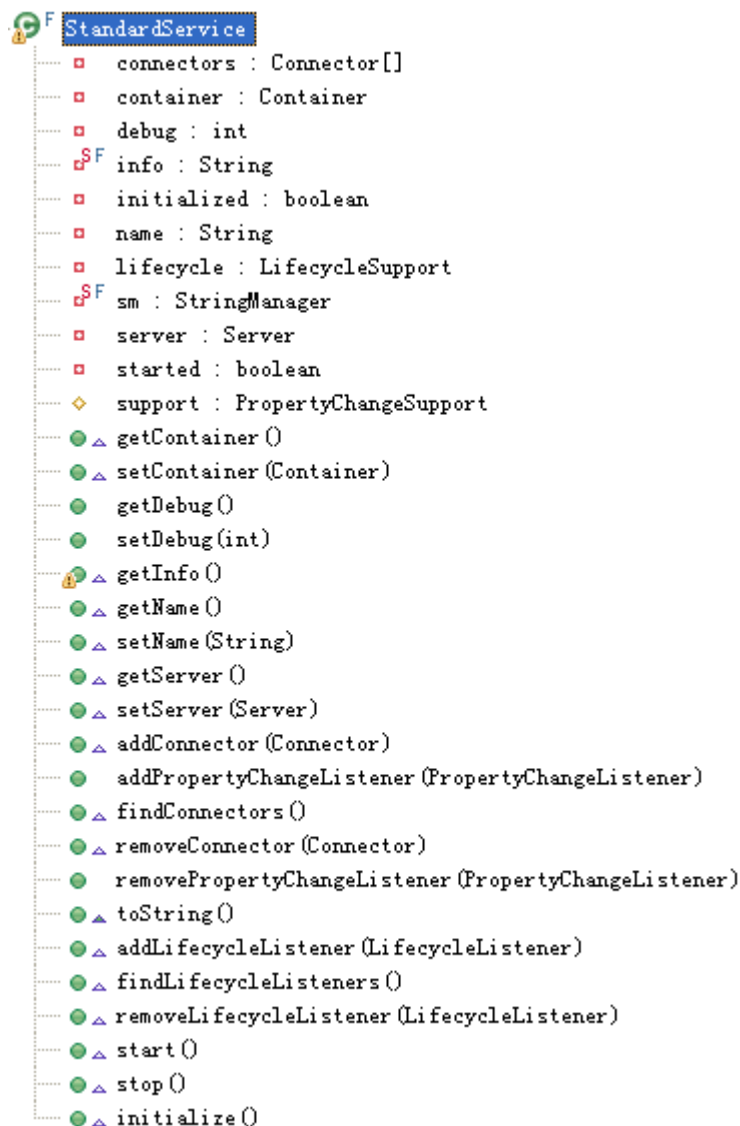 StandardService
connectors : Connector[]
container : Container
debug : int
info : String
initialized : boolean
name : String
lifecycle : LifecycleSupport
sm : StringManager
server : Server
started : boolean
support : PropertyChangeSupport
getContainer()
setContainer(Container)
getDebug()
setDebug(int)
getInfo()
getName()
setName(String)
getServer()
setServer(Server)
addConnector(Connector)
addPropertyChangeListener(PropertyChangeListener)
findConnectors()
removeConnector(Connector)
removePropertyChangeListener(PropertyChangeListener)
toString()
addLifecycleListener(LifecycleListener)
findLifecycleListeners()
removeLifecycleListener(LifecycleListener)
start()
stop()
initialize()